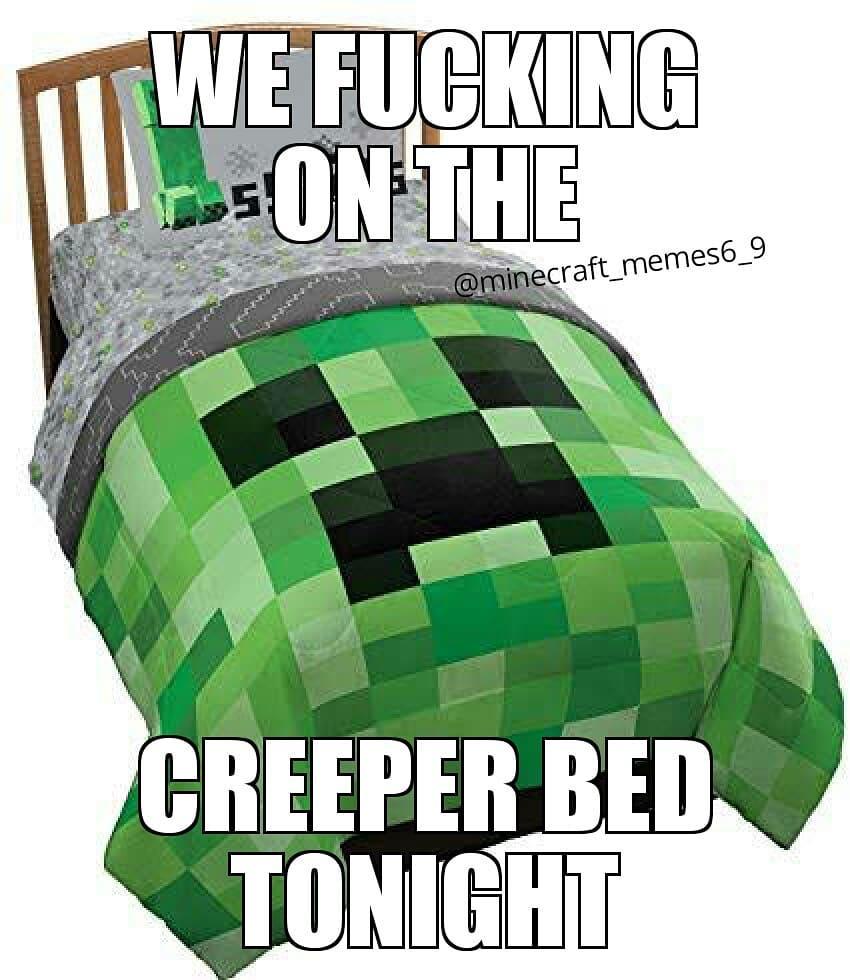 WE FUCKING
ON THE
@minecraft_memes6_9
CREEPER BED
TONIGHT